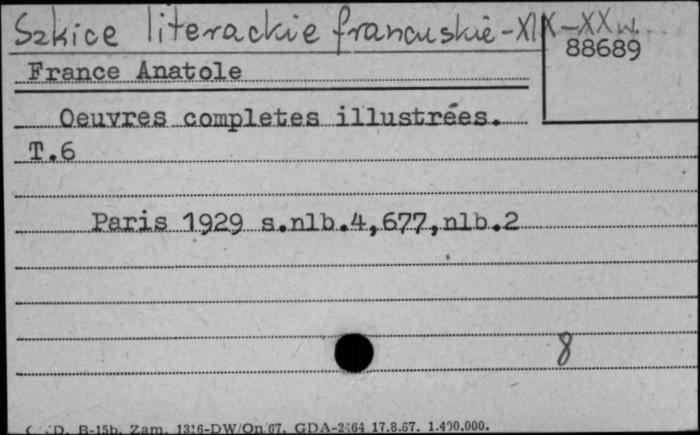 Szkice literackie francuskie - XIX-XX w.
88689
France Anatole
Oeuvres completes illustrées.
T.6
Paris 1929 s.nlb.4,677,nlb.2
8
D. B-15b. Zam. 1316-DW/On/67. GDA-2464 17.8.67. 1.400.000.